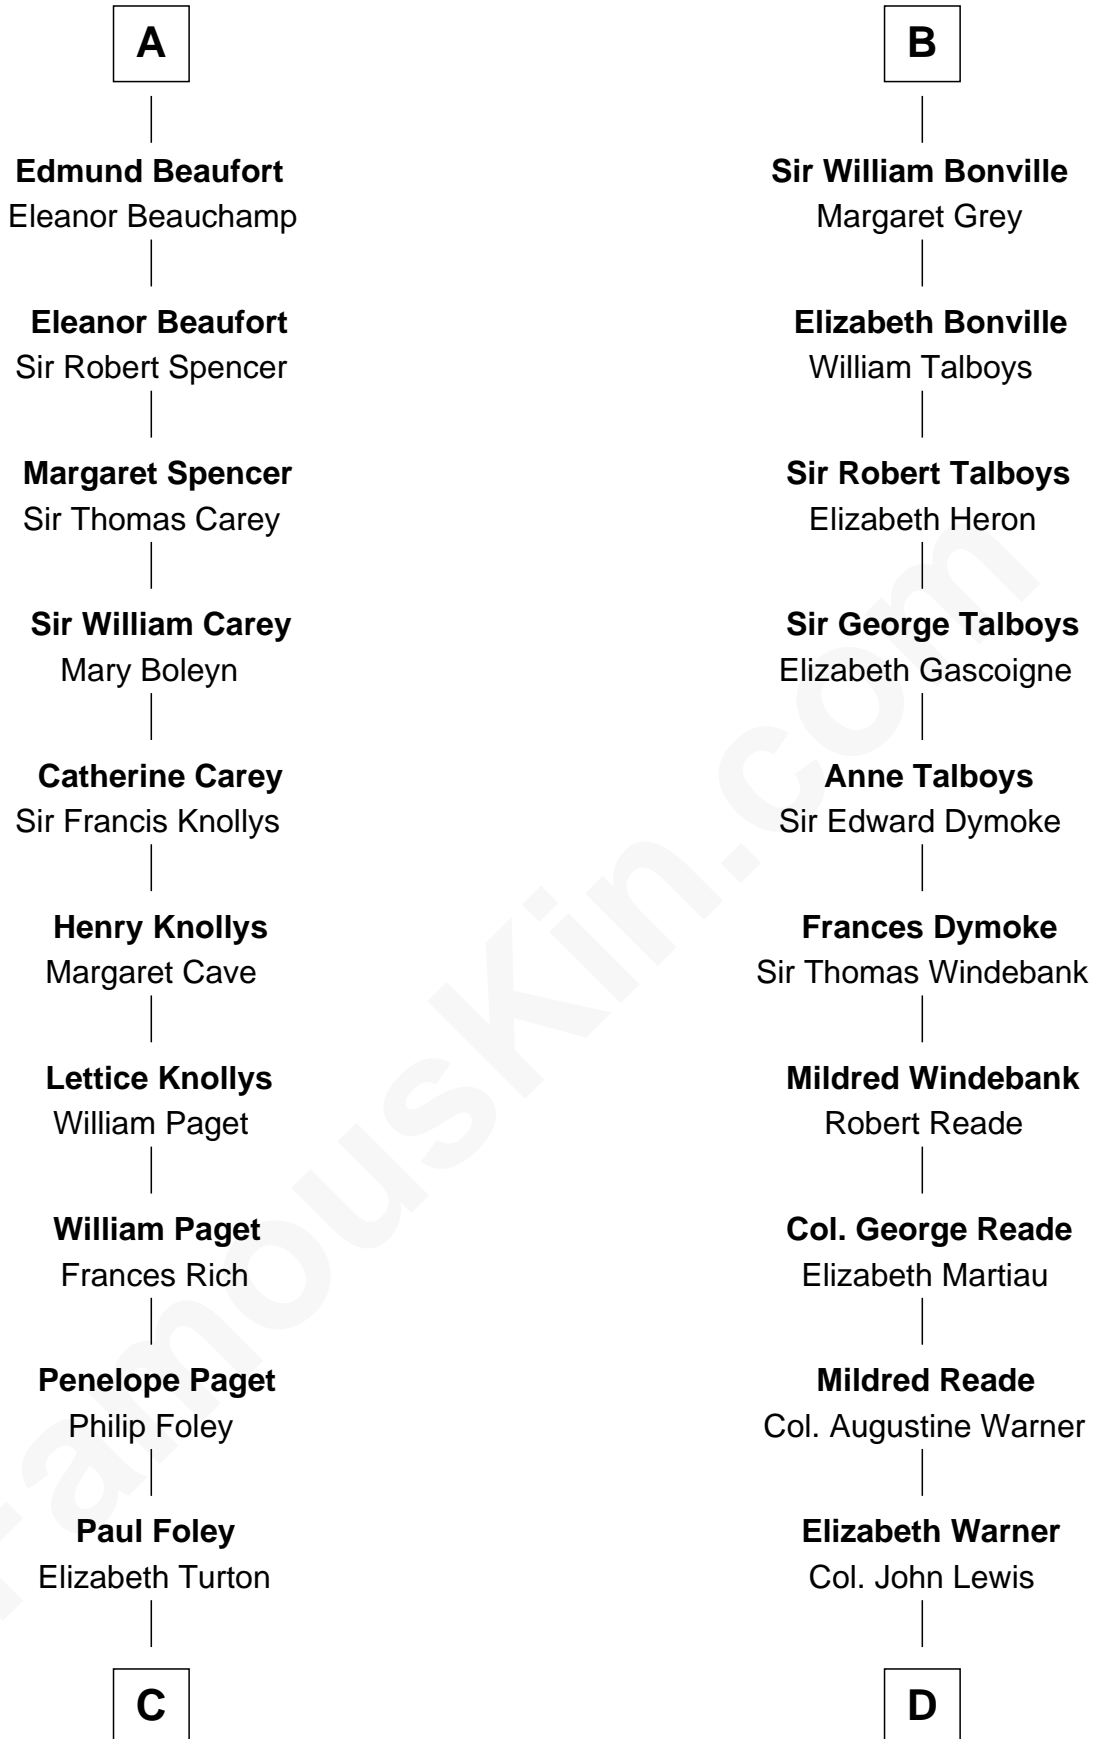 A
Edmund Beaufort
Eleanor Beauchamp
Eleanor Beaufort
Sir Robert Spencer
Margaret Spencer
Sir Thomas Carey
Sir William Carey
Mary Boleyn
Catherine Carey
Sir Francis Knollys
Henry Knollys
Margaret Cave
Lettice Knollys
William Paget
William Paget
Frances Rich
Penelope Paget
Philip Foley
Paul Foley
Elizabeth Turton
C
B
Sir William Bonville
Margaret Grey
Elizabeth Bonville
William Talboys
Sir Robert Talboys
Elizabeth Heron
Sir George Talboys
Elizabeth Gascoigne
Anne Talboys
Sir Edward Dymoke
Frances Dymoke
Sir Thomas Windebank
Mildred Windebank
Robert Reade
Col. George Reade
Elizabeth Martiau
Mildred Reade
Col. Augustine Warner
Elizabeth Warner
Col. John Lewis
D
FamousKin.com